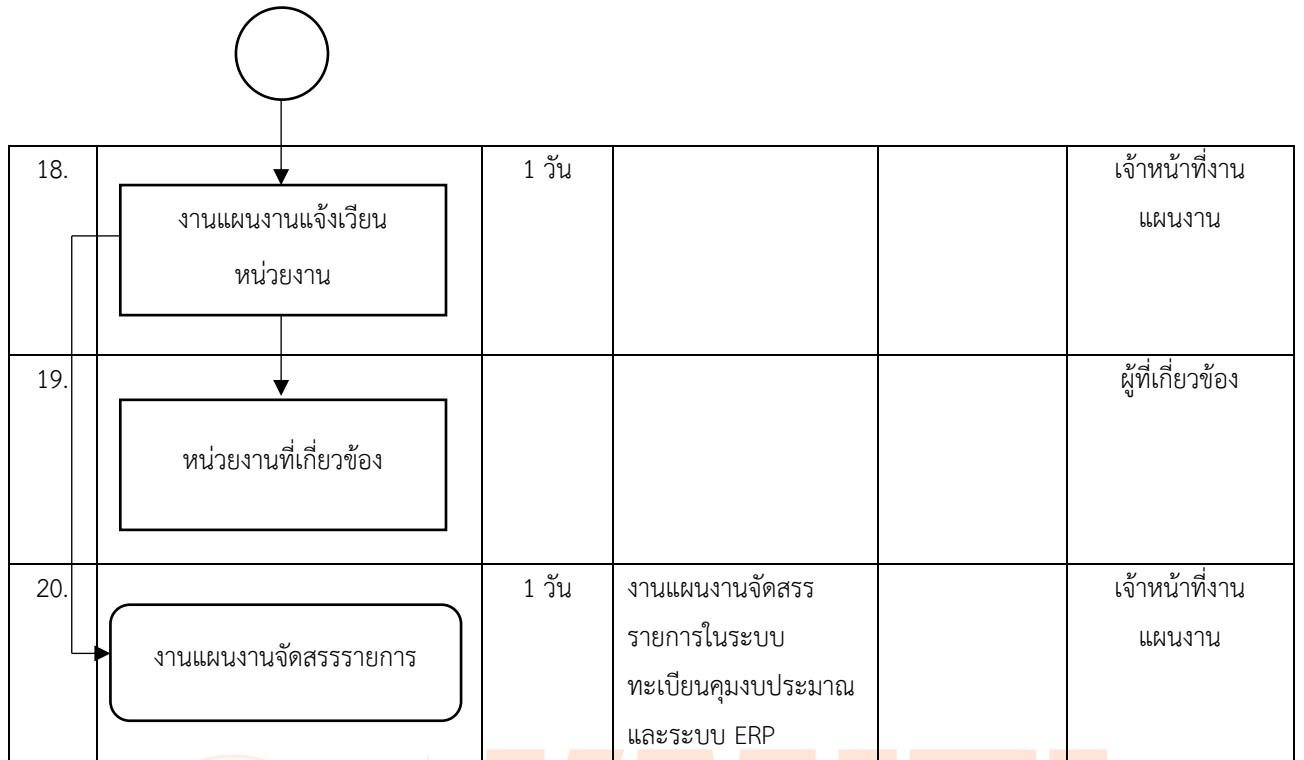 18.
งานแผนงานแจ้งเวียน
หน่วยงาน
1 วัน
เจ้าหน้าที่งาน
แผนงาน
19.
หน่วยงานที่เกี่ยวข้อง
ผู้ที่เกี่ยวข้อง
20.
งานแผนงานจัดสรรรายการ
1 วัน
งานแผนงานจัดสรร
รายการในระบบ
ทะเบียนคุมงบประมาณ
และระบบ ERP
เจ้าหน้าที่งาน
แผนงาน